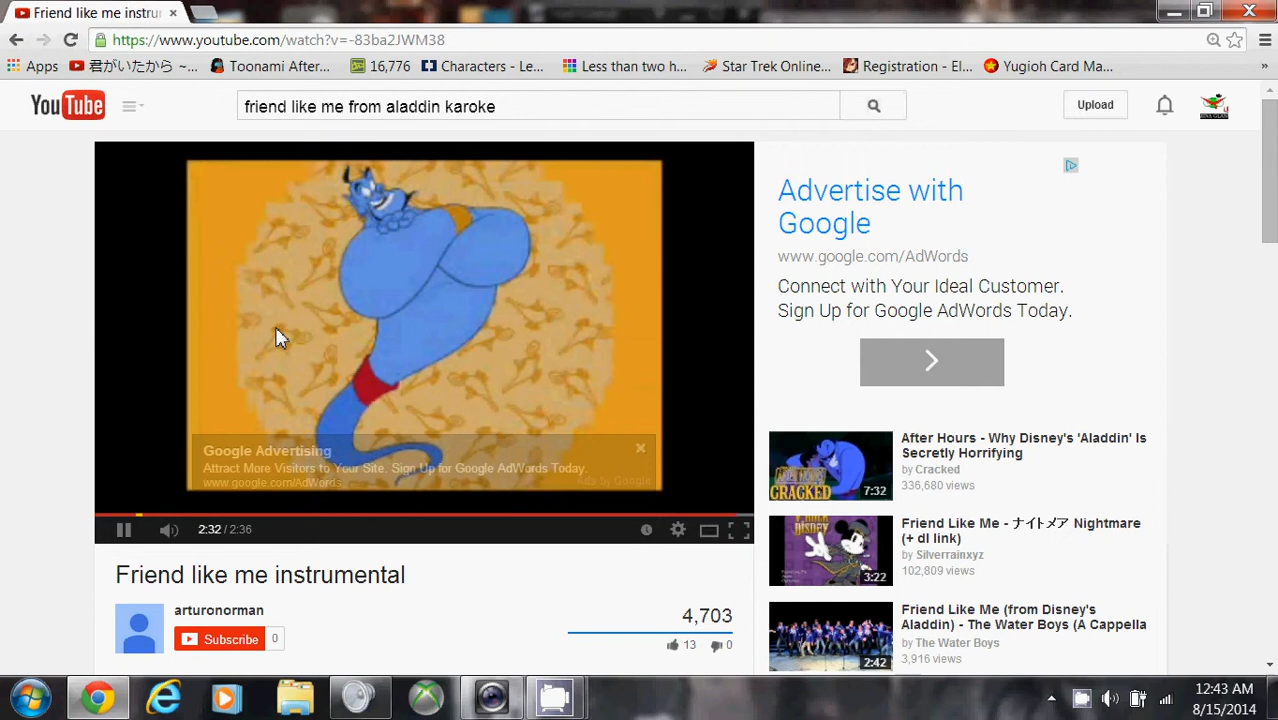 Friend like me instru
https://www.youtube.com/watch?v=-83ba2JWM38
Apps 君がいたから ~... Toonami After... 16,776 Characters - Le... Less than two h... Star Trek Online... Registration - El... Yugioh Card Ma... »
YouTube friend like me from aladdin karoke Upload
Advertise with
Google
www.google.com/AdWords
Connect with Your Ideal Customer.
Sign Up for Google AdWords Today.
Google Advertising
Attract More Visitors to Your Site. Sign Up for Google AdWords Today.
www.google.com/AdWords
Ads by Google
2:32 / 2:36
Friend like me instrumental
arturonorman
Subscribe 0
4,703
13 0
After Hours - Why Disney's 'Aladdin' Is
Secretly Horrifying
by Cracked
336,680 views
AFTER HOURS
CRACKED
7:32
Friend Like Me - ナイトメア Nightmare
(+ dl link)
by Silverrainxyz
102,809 views
V-ROCK
DISNEY
3:22
Friend Like Me (from Disney's
Aladdin) - The Water Boys (A Cappella
by The Water Boys
3,916 views
2:42
12:43 AM
8/15/2014